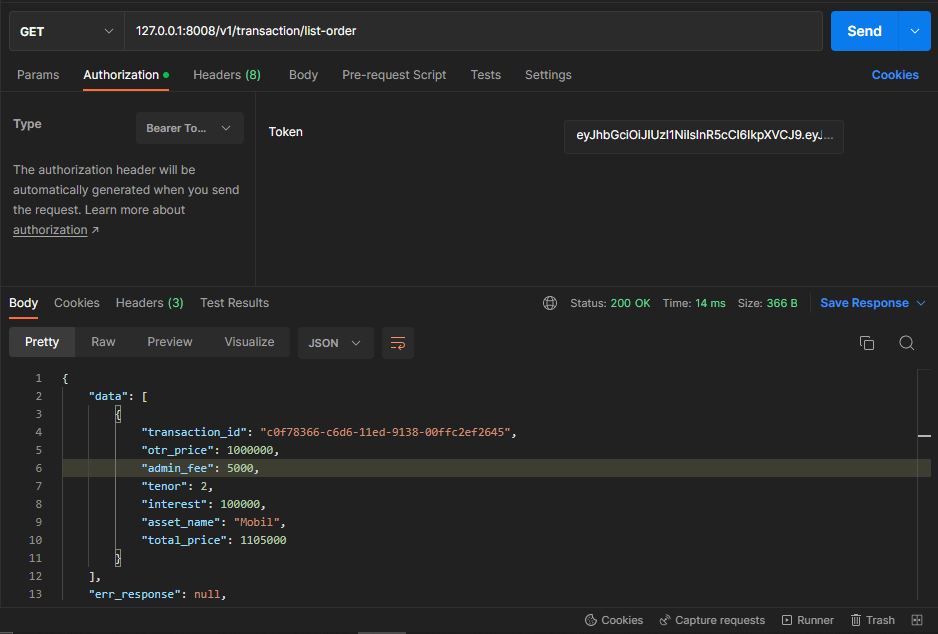 GET 127.0.0.1:8008/v1/transaction/list-order Send
Params Authorization Headers (8) Body Pre-request Script Tests Settings Cookies
Type Bearer To... Token eyJhbGciOiJIUzI1NiIsInR5cCI6IkpXVCJ9.eyJ...
The authorization header will be
automatically generated when you send
the request. Learn more about
authorization ↗
Body Cookies Headers (3) Test Results Status: 200 OK Time: 14 ms Size: 366 B Save Response
Pretty Raw Preview Visualize JSON
1 {
2 "data": [
3 {
4 "transaction_id": "c0f78366-c6d6-11ed-9138-00ffc2ef2645",
5 "otr_price": 1000000,
6 "admin_fee": 5000,
7 "tenor": 2,
8 "interest": 100000,
9 "asset_name": "Mobil",
10 "total_price": 1105000
11 }
12 ],
13 "err_response": null,
Cookies Capture requests Runner Trash